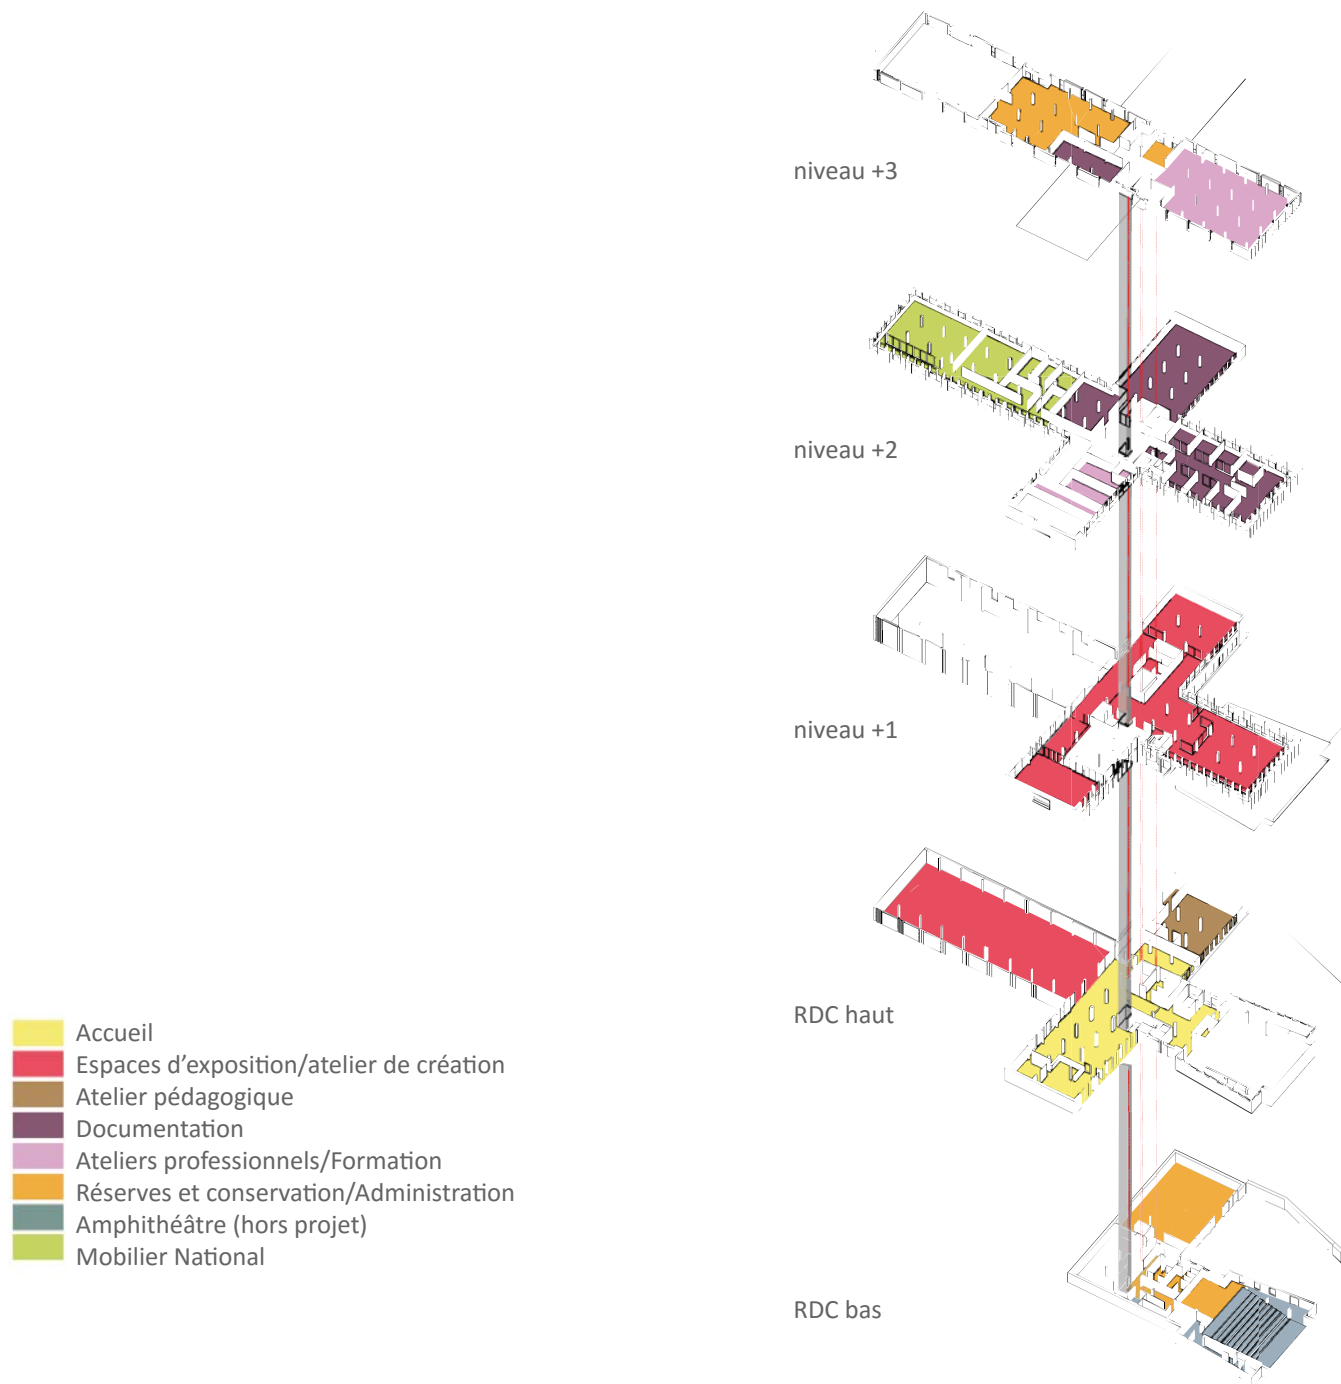 niveau +3
niveau +2
niveau +1
RDC haut
RDC bas
Accueil
Espaces d’exposition/atelier de création
Atelier pédagogique
Documentation
Ateliers professionnels/Formation
Réserves et conservation/Administration
Amphithéâtre (hors projet)
Mobilier National